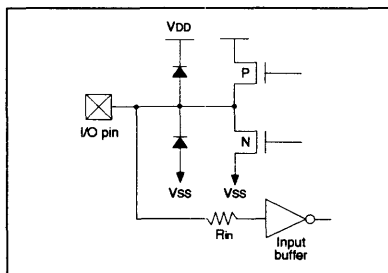 VDD
P
I/O pin
N
VSS
VSS
Rin
Input
buffer